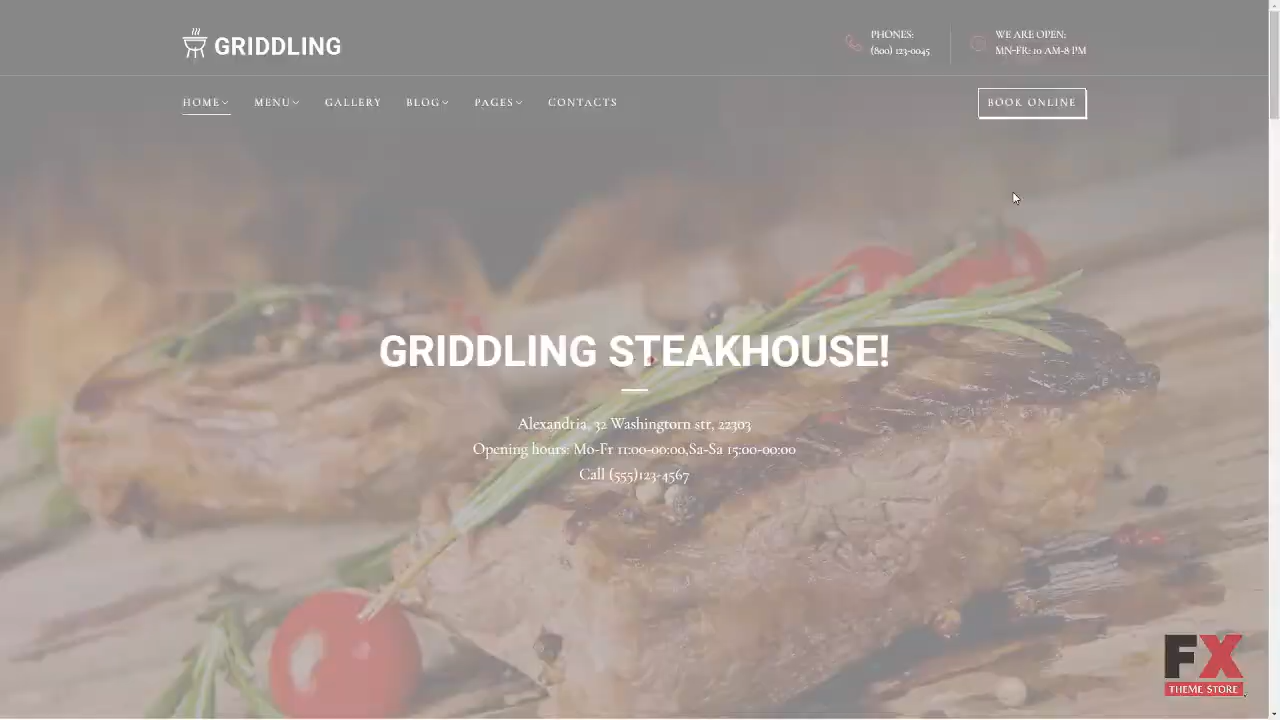 GRIDDLING
PHONES:
(800) 123-0045
WE ARE OPEN:
MN-FR: 10 AM-8 PM
HOME
MENU
GALLERY
BLOG
PAGES
CONTACTS
BOOK ONLINE
GRIDDLING STEAKHOUSE!
Alexandria, 32 Washingtorn str, 22303
Opening hours: Mo-Fr 11:00-00:00,Sa-Sa 15:00-00:00
Call (555)123-4567
FX
THEME STORE